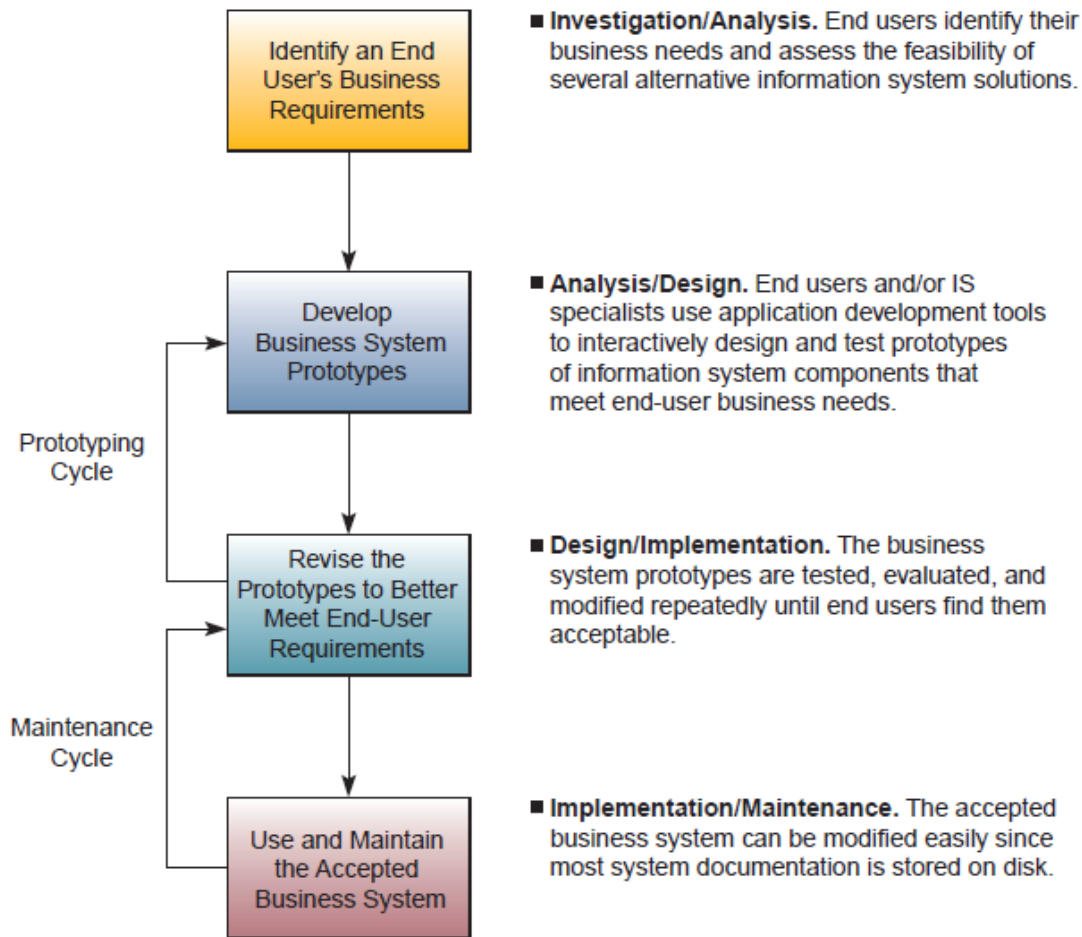 Identify an End
User's Business
Requirements
■ Investigation/Analysis. End users identify their
business needs and assess the feasibility of
several alternative information system solutions.
Develop
Business System
Prototypes
■ Analysis/Design. End users and/or IS
specialists use application development tools
to interactively design and test prototypes
of information system components that
meet end-user business needs.
Prototyping
Cycle
Revise the
Prototypes to Better
Meet End-User
Requirements
■ Design/Implementation. The business
system prototypes are tested, evaluated, and
modified repeatedly until end users find them
acceptable.
Maintenance
Cycle
Use and Maintain
the Accepted
Business System
■ Implementation/Maintenance. The accepted
business system can be modified easily since
most system documentation is stored on disk.